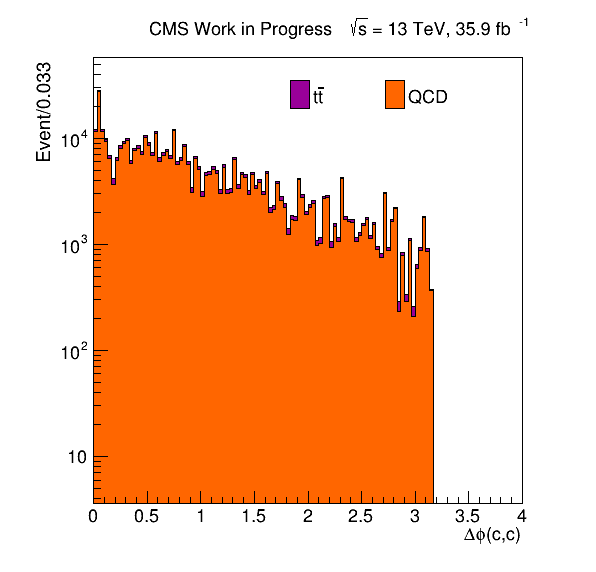 CMS Work in Progress √s = 13 TeV, 35.9 fb⁻¹
Event/0.033
tt̄
QCD
10⁴
10³
10²
10
0 0.5 1 1.5 2 2.5 3 3.5 4
Δϕ(c,c)